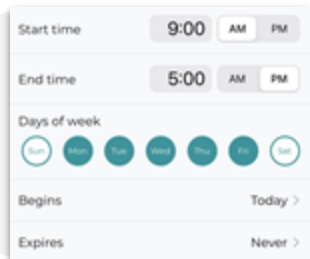 Start time 9:00 AM PM
End time 5:00 AM PM
Days of week
Sun Mon Tue Wed Thu Fri Sat
Begins Today >
Expires Never >